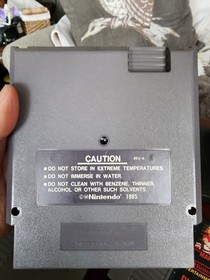 CAUTION
REV-A
●DO NOT STORE IN EXTREME TEMPERATURES.
●DO NOT IMMERSE IN WATER.
●DO NOT CLEAN WITH BENZENE, THINNER,
ALCOHOL OR OTHER SUCH SOLVENTS.
©®Nintendo® 1985